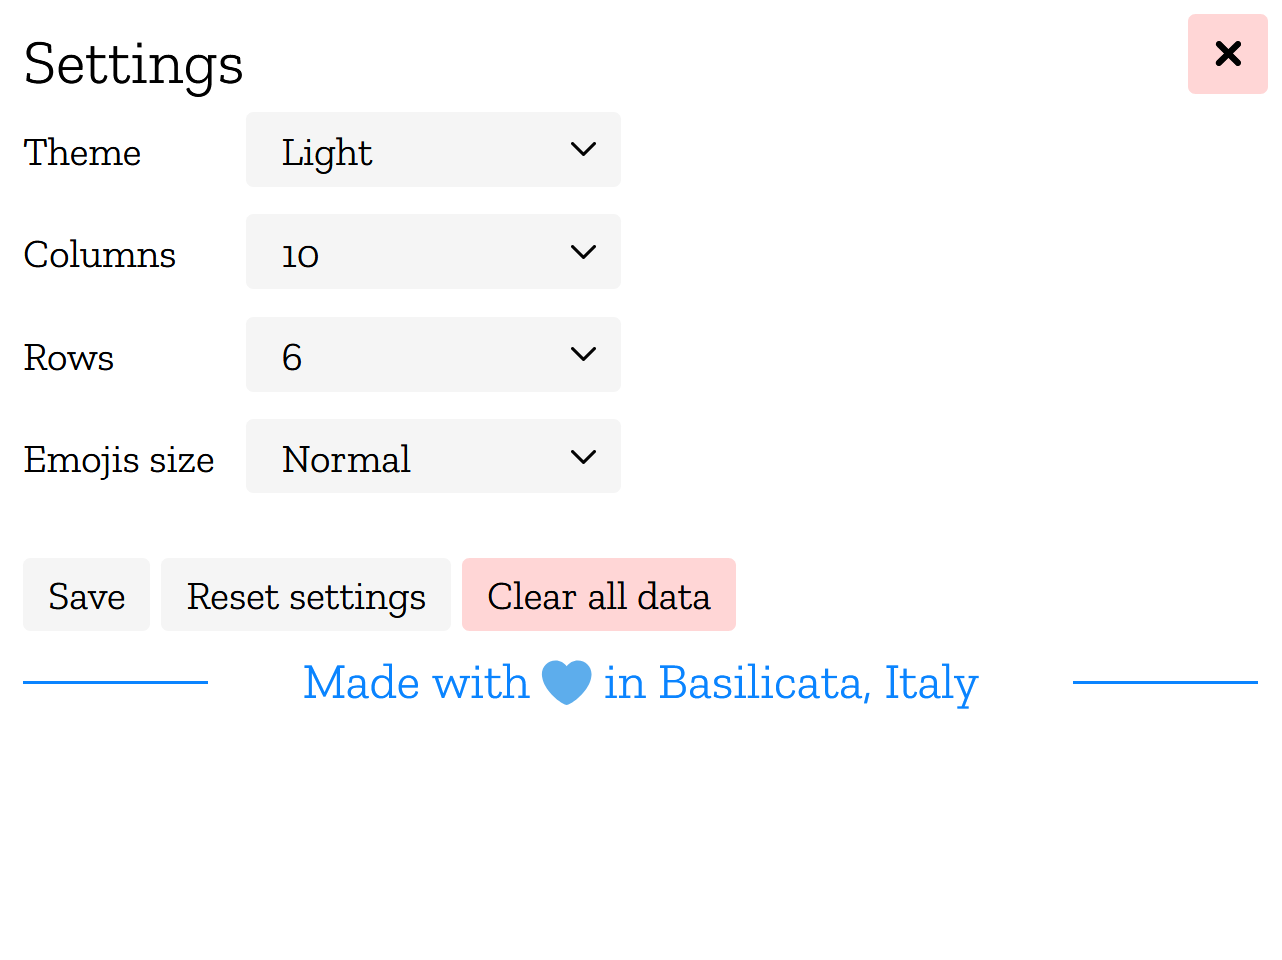 Settings
Theme Light
Columns 10
Rows 6
Emojis size Normal
Save Reset settings Clear all data
Made with 💙 in Basilicata, Italy